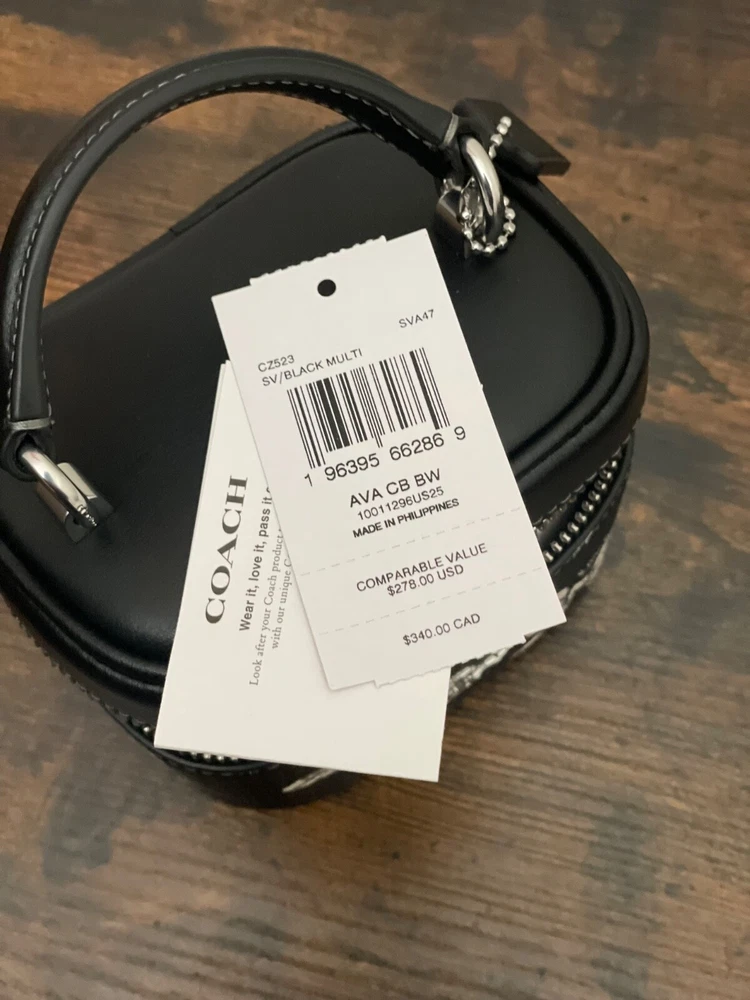 SVA47
CZ523
SV/BLACK MULTI
1 96395 66286 9
AVA CB BW
10011296US25
MADE IN PHILIPPINES
COMPARABLE VALUE
$278.00 USD
$340.00 CAD
COACH
Wear it, love it, pass it
Look after your Coach product
with our unique